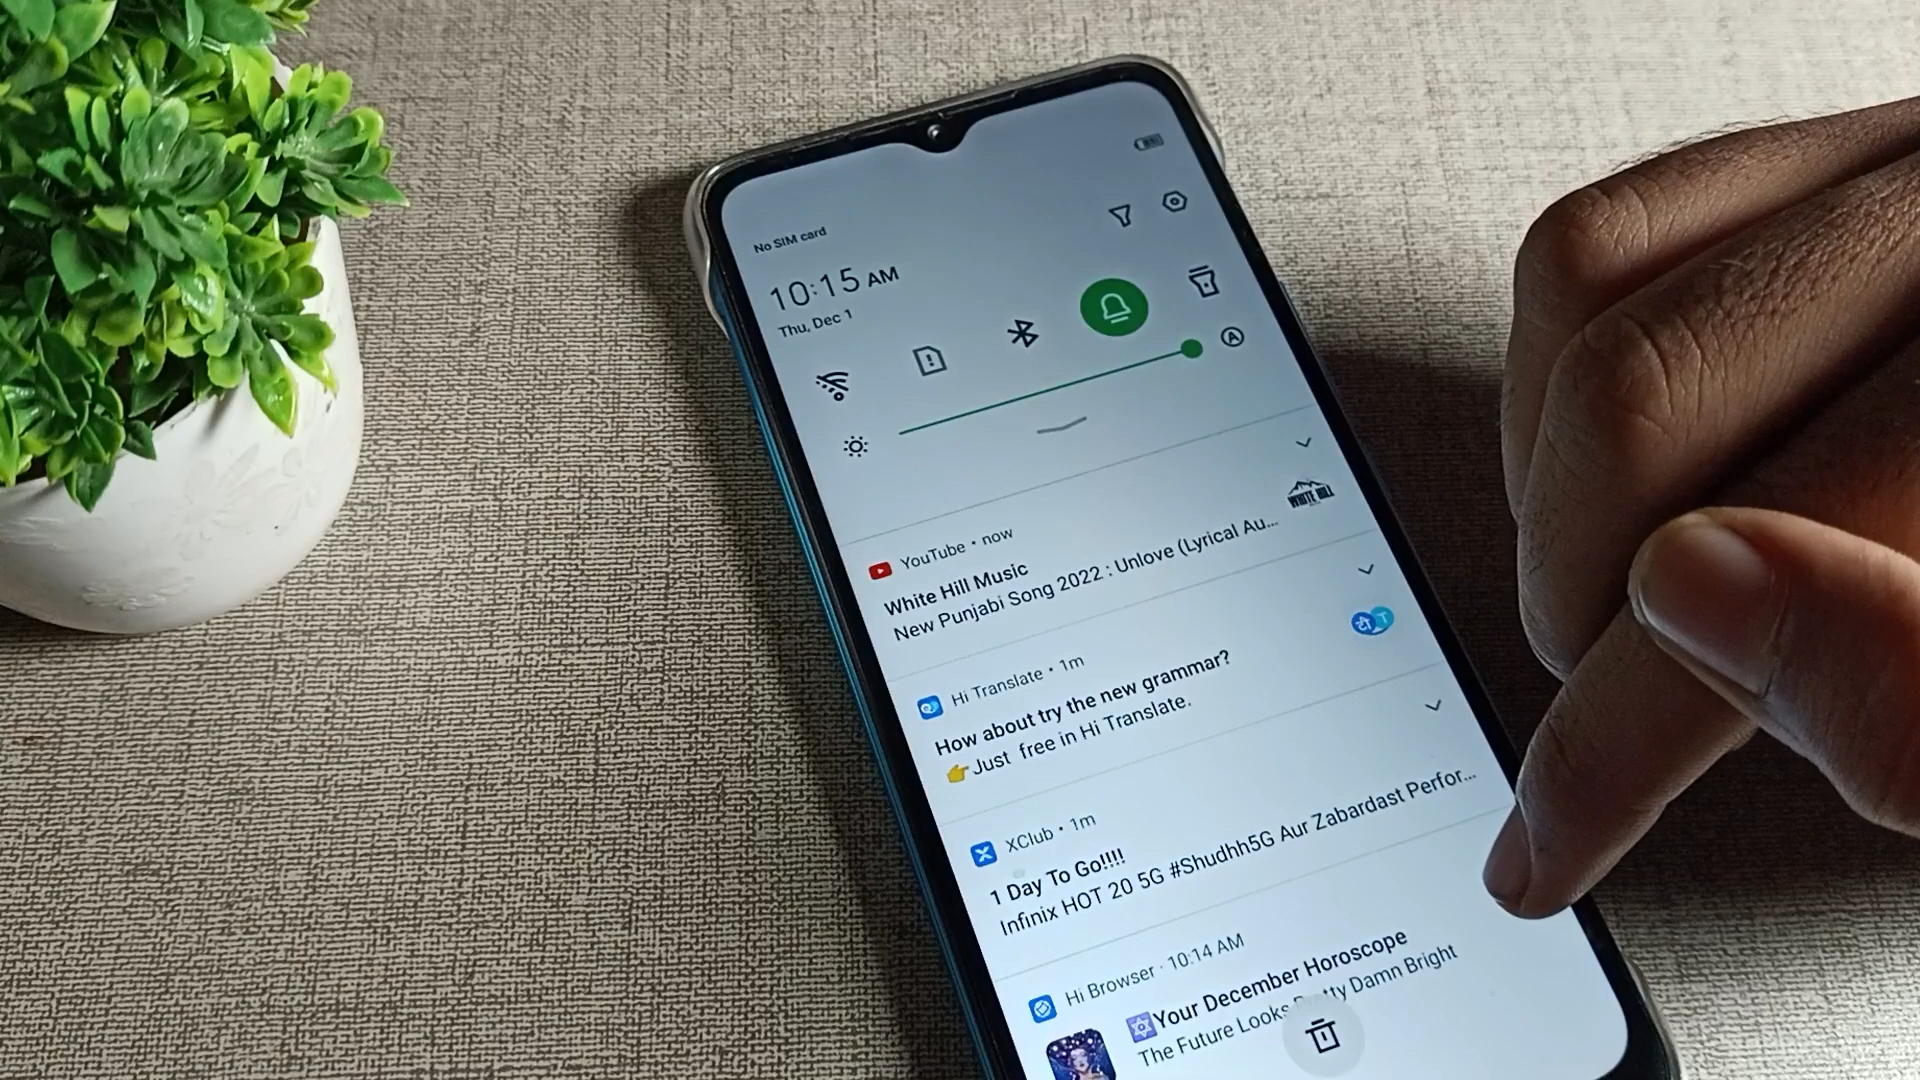 No SIM card
10:15 AM
Thu, Dec 1
A
YouTube • now
White Hill Music
New Punjabi Song 2022 : Unlove (Lyrical Au...
WHITE HILL
Hi Translate • 1m
How about try the new grammar?
👉Just free in Hi Translate.
T
XClub • 1m
1 Day To Go!!!!
Infinix HOT 20 5G #Shudhh5G Aur Zabardast Perfor...
Hi Browser · 10:14 AM
🔯Your December Horoscope
The Future Looks Pretty Damn Bright